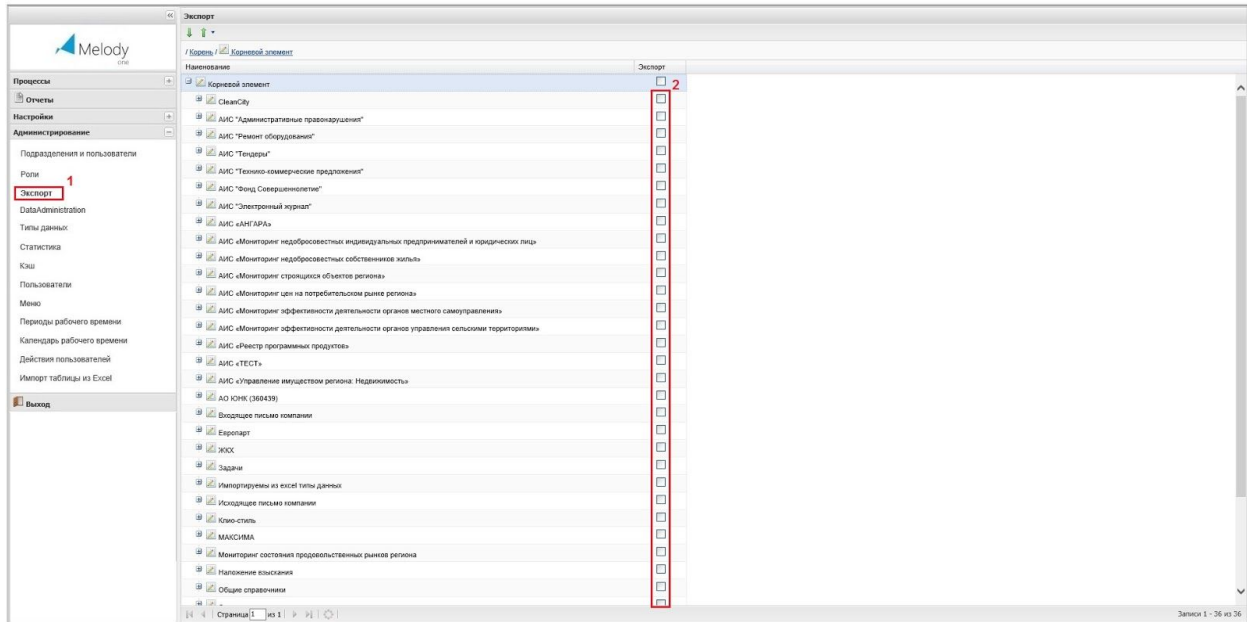 Melody
one
Процессы
Отчеты
Настройки
Администрирование
Подразделения и пользователи
Роли
1
Экспорт
DataAdministration
Типы данных
Статистика
Кэш
Пользователи
Меню
Периоды рабочего времени
Календарь рабочего времени
Действия пользователей
Импорт таблицы из Excel
Выход
Экспорт
/ Корень / Корневой элемент
Наименование Экспорт
Корневой элемент 2
CleanCity
АИС "Административные правонарушения"
АИС "Ремонт оборудования"
АИС "Тендеры"
АИС "Технико-коммерческие предложения"
АИС "Фонд Совершеннолетие"
АИС "Электронный журнал"
АИС «АНГАРА»
АИС «Мониторинг недобросовестных индивидуальных предпринимателей и юридических лиц»
АИС «Мониторинг недобросовестных собственников жилья»
АИС «Мониторинг строящихся объектов региона»
АИС «Мониторинг цен на потребительском рынке региона»
АИС «Мониторинг эффективности деятельности органов местного самоуправления»
АИС «Мониторинг эффективности деятельности органов управления сельскими территориями»
АИС «Реестр программных продуктов»
АИС «ТЕСТ»
АИС «Управление имуществом региона: Недвижимость»
АО ЮНК (360439)
Входящее письмо компании
Европарт
ЖКХ
Задачи
Импортируемы из excel типы данных
Исходящее письмо компании
Клио-стиль
МАКСИМА
Мониторинг состояния продовольственных рынков региона
Наложение взыскания
Общие справочники
Страница 1 из 1
Записи 1 - 36 из 36